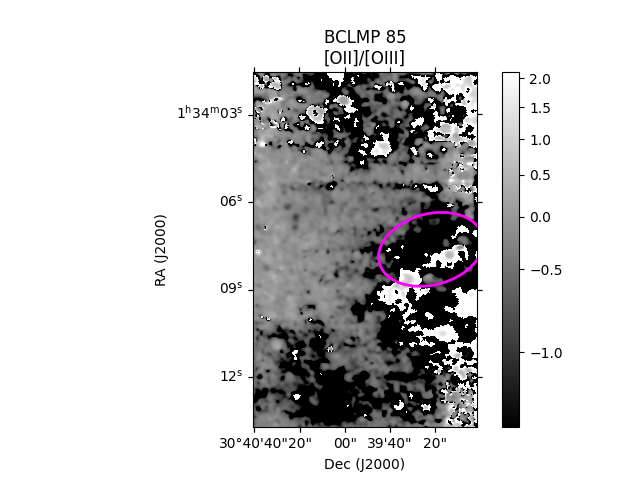 BCLMP 85
[OII]/[OIII]
1h34m03s
06s
09s
12s
RA (J2000)
30°40'40"20" 00" 39'40" 20"
Dec (J2000)
2.0
1.5
1.0
0.5
0.0
−0.5
−1.0